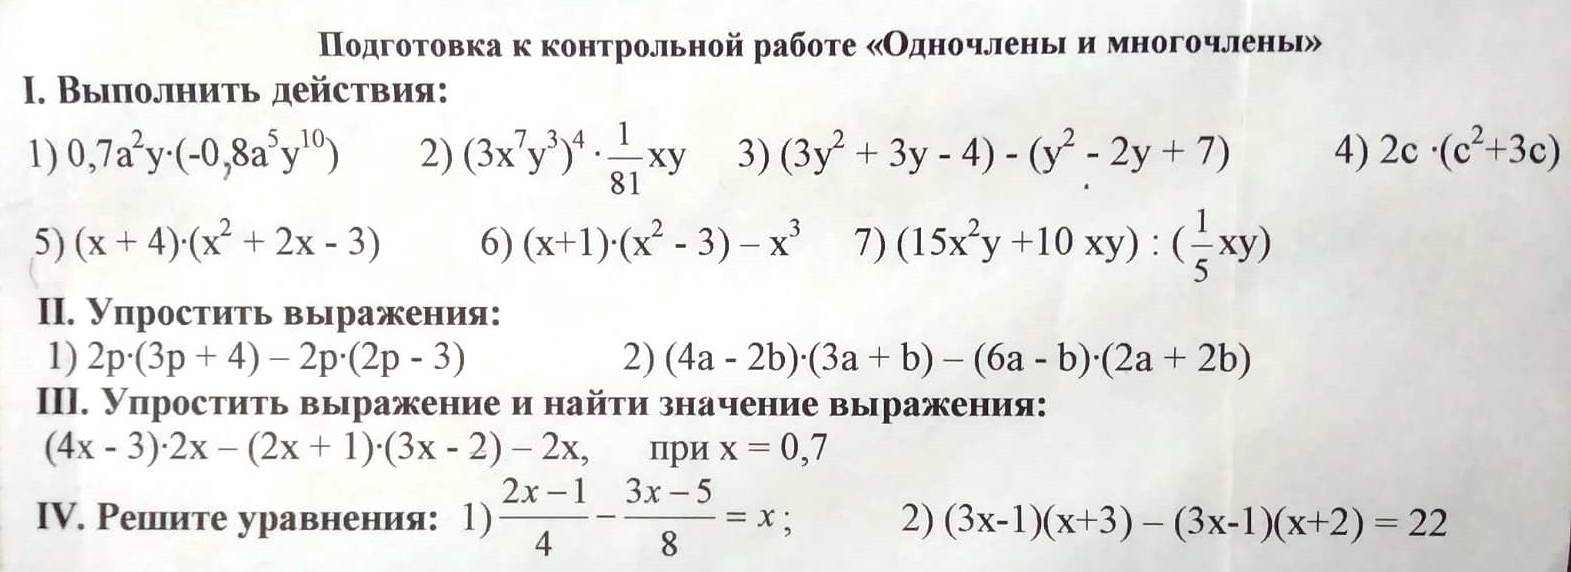 Подготовка к контрольной работе «Одночлены и многочлены»
I. Выполнить действия:
1) 0,7a²y·(-0,8a⁵y¹⁰) 2) (3x⁷y³)⁴ · 1/81 xy 3) (3y² + 3y - 4) - (y² - 2y + 7) 4) 2c ·(c²+3c)
5) (x + 4)·(x² + 2x - 3) 6) (x+1)·(x² - 3) – x³ 7) (15x²y +10 xy) : (1/5 xy)
II. Упростить выражения:
1) 2p·(3p + 4) – 2p·(2p - 3) 2) (4a - 2b)·(3a + b) – (6a - b)·(2a + 2b)
III. Упростить выражение и найти значение выражения:
(4x - 3)·2x – (2x + 1)·(3x - 2) – 2x, при x = 0,7
IV. Решите уравнения: 1) (2x – 1)/4 – (3x – 5)/8 = x ; 2) (3x-1)(x+3) – (3x-1)(x+2) = 22